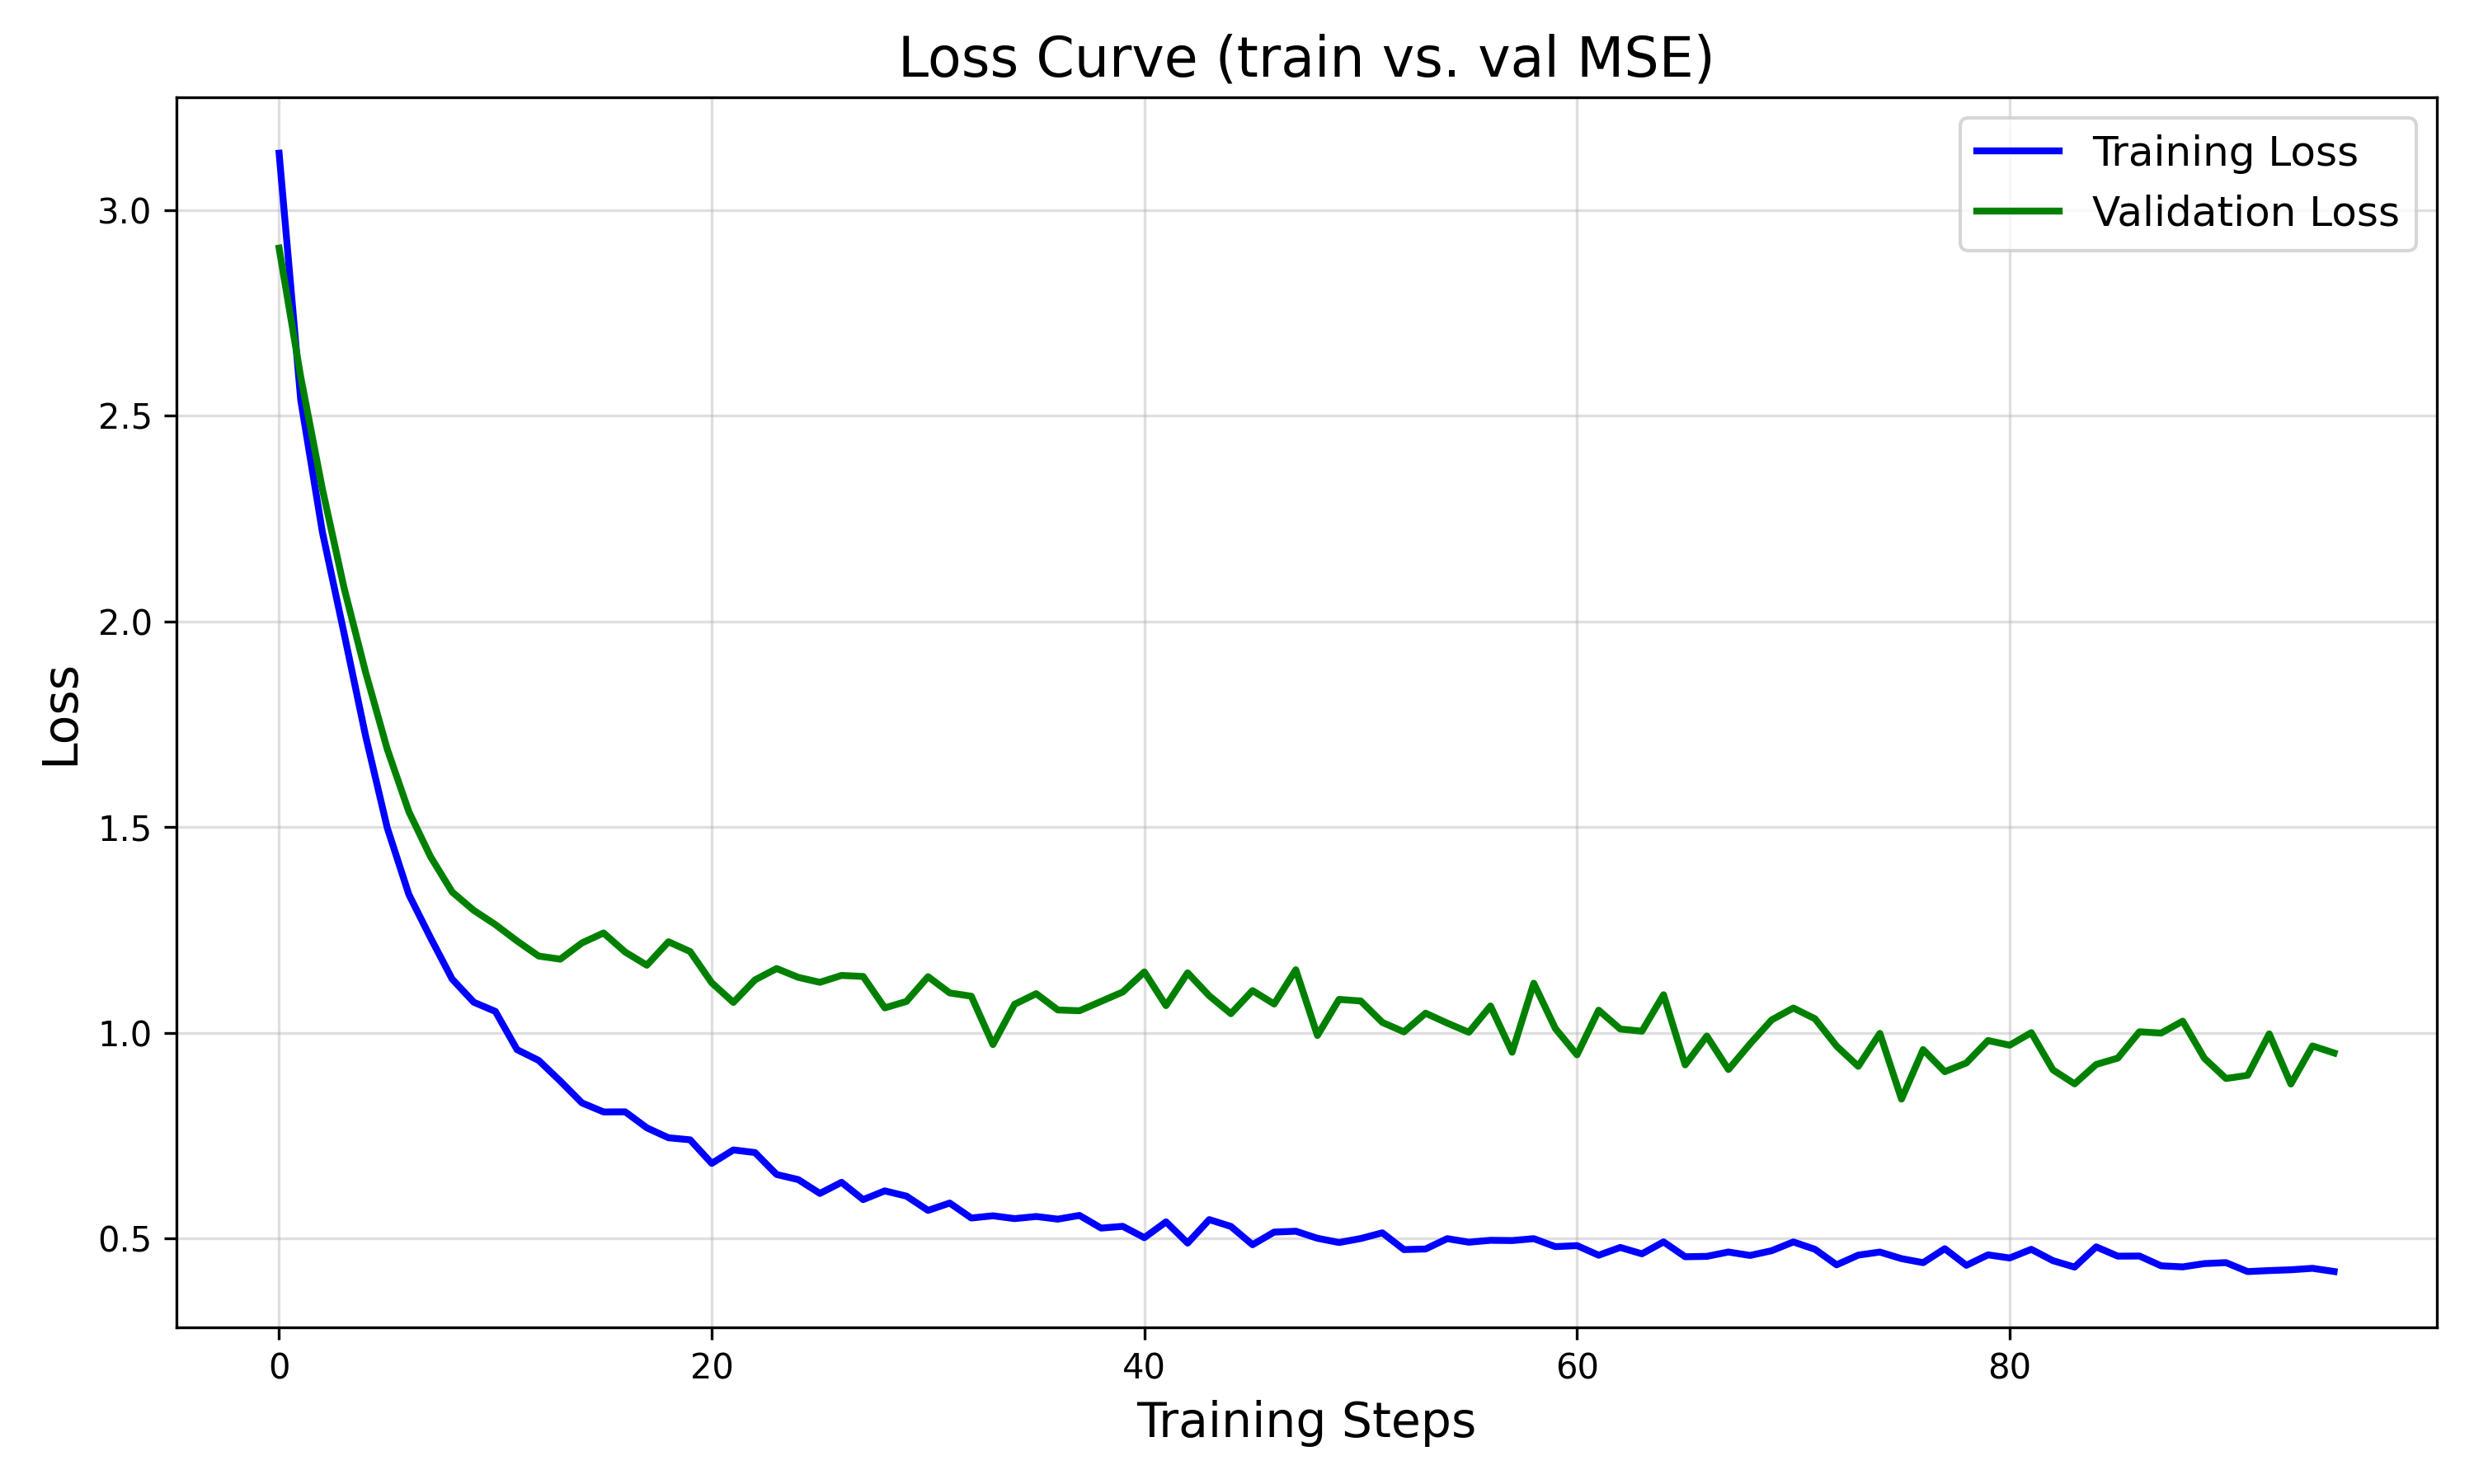 Loss Curve (train vs. val MSE)
Training Loss
Validation Loss
3.0
2.5
2.0
1.5
1.0
0.5
Loss
0 20 40 60 80
Training Steps